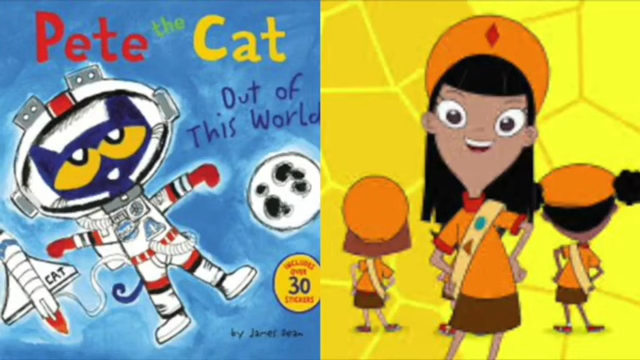 Pete the Cat
Out of
This World
CAT
INCLUDES
OVER
30
STICKERS
by James Dean